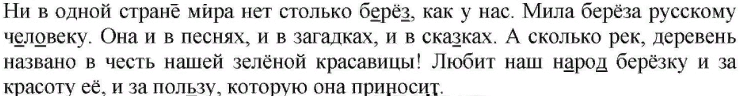 Ни в одной стране мира нет столько берёз, как у нас. Мила берёза русскому
человеку. Она и в песнях, и в загадках, и в сказках. А сколько рек, деревень
названо в честь нашей зелёной красавицы! Любит наш народ берёзку и за
красоту её, и за пользу, которую она приносит.